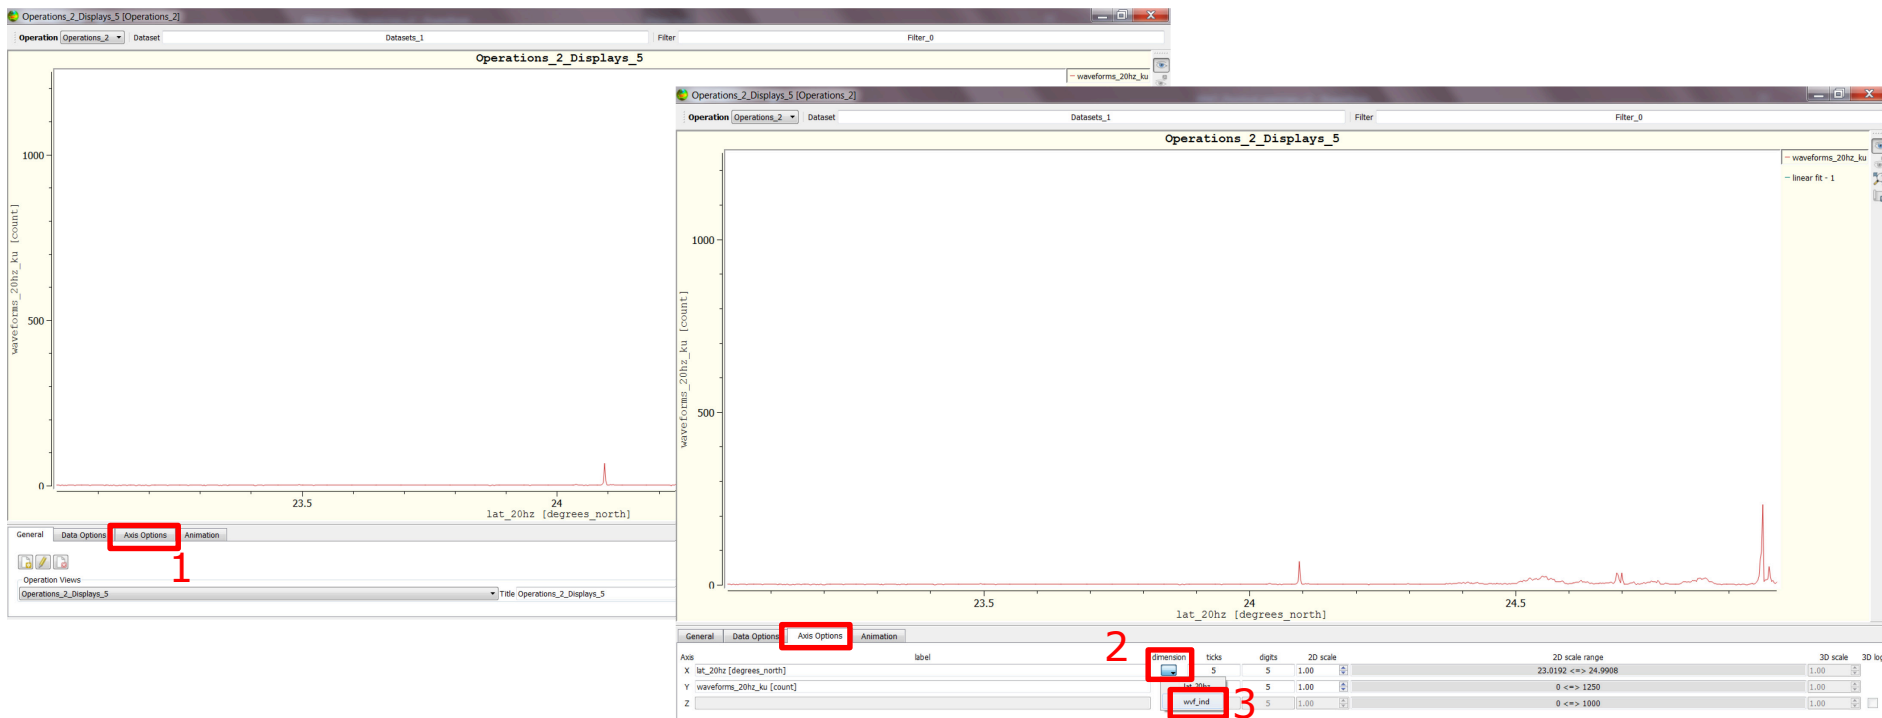 Operations_2_Displays_5 [Operations_2]
Operation Operations_2 Dataset Datasets_1 Filter Filter_0
Operations_2_Displays_5
waveforms_20hz_ku
1000
500
0
waveforms_20hz_ku [count]
23.5 24
lat_20hz [degrees_north]
General Data Options Axis Options Animation
1
Operation Views
Operations_2_Displays_5 Title Operations_2_Displays_5
Operations_2_Displays_5 [Operations_2]
Operation Operations_2 Dataset Datasets_1 Filter Filter_0
Operations_2_Displays_5
waveforms_20hz_ku
linear fit - 1
1000
500
0
waveforms_20hz_ku [count]
23.5 24 24.5
lat_20hz [degrees_north]
General Data Options Axis Options Animation
2
Axis label dimension ticks digits 2D scale 2D scale range 3D scale 3D log
X lat_20hz [degrees_north] 5 5 1.00 23.0192 <=> 24.9908 1.00
Y waveforms_20hz_ku [count] lat_20hz 5 1.00 0 <=> 1250 1.00
Z wvf_ind 5 1.00 0 <=> 1000 1.00
3